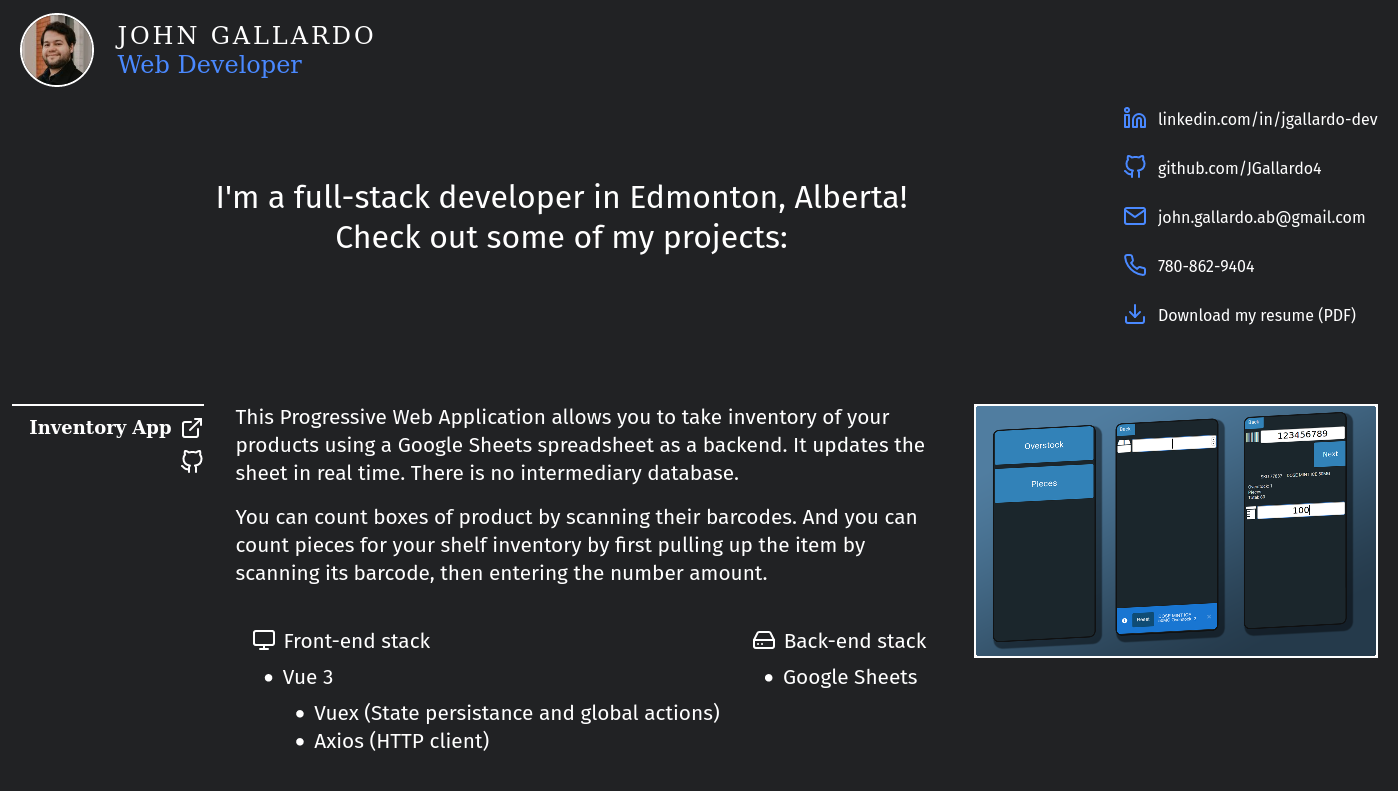 JOHN GALLARDO
Web Developer
linkedin.com/in/jgallardo-dev
github.com/JGallardo4
john.gallardo.ab@gmail.com
780-862-9404
Download my resume (PDF)
I'm a full-stack developer in Edmonton, Alberta!
Check out some of my projects:
Inventory App
This Progressive Web Application allows you to take inventory of your
products using a Google Sheets spreadsheet as a backend. It updates the
sheet in real time. There is no intermediary database.
You can count boxes of product by scanning their barcodes. And you can
count pieces for your shelf inventory by first pulling up the item by
scanning its barcode, then entering the number amount.
Front-end stack
• Vue 3
• Vuex (State persistance and global actions)
• Axios (HTTP client)
Back-end stack
• Google Sheets
Overstock
Pieces
Back
Reset
Back
123456789
Next
100